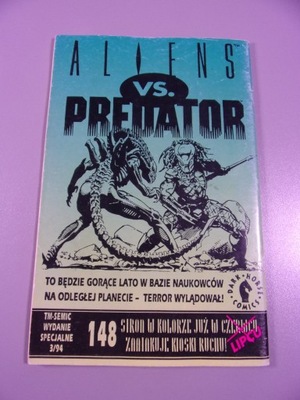 ALIENS
VS.
PREDATOR
TO BĘDZIE GORĄCE LATO W BAZIE NAUKOWCÓW
NA ODLEGŁEJ PLANECIE – TERROR WYLĄDOWAŁ!
DARK HORSE COMICS
TM-SEMIC
WYDANIE
SPECJALNE
3/94
148 STRON W KOLORZE JUŻ W CZERWCU
LIPCU
ZAATAKUJE KIOSKI RUCHU!